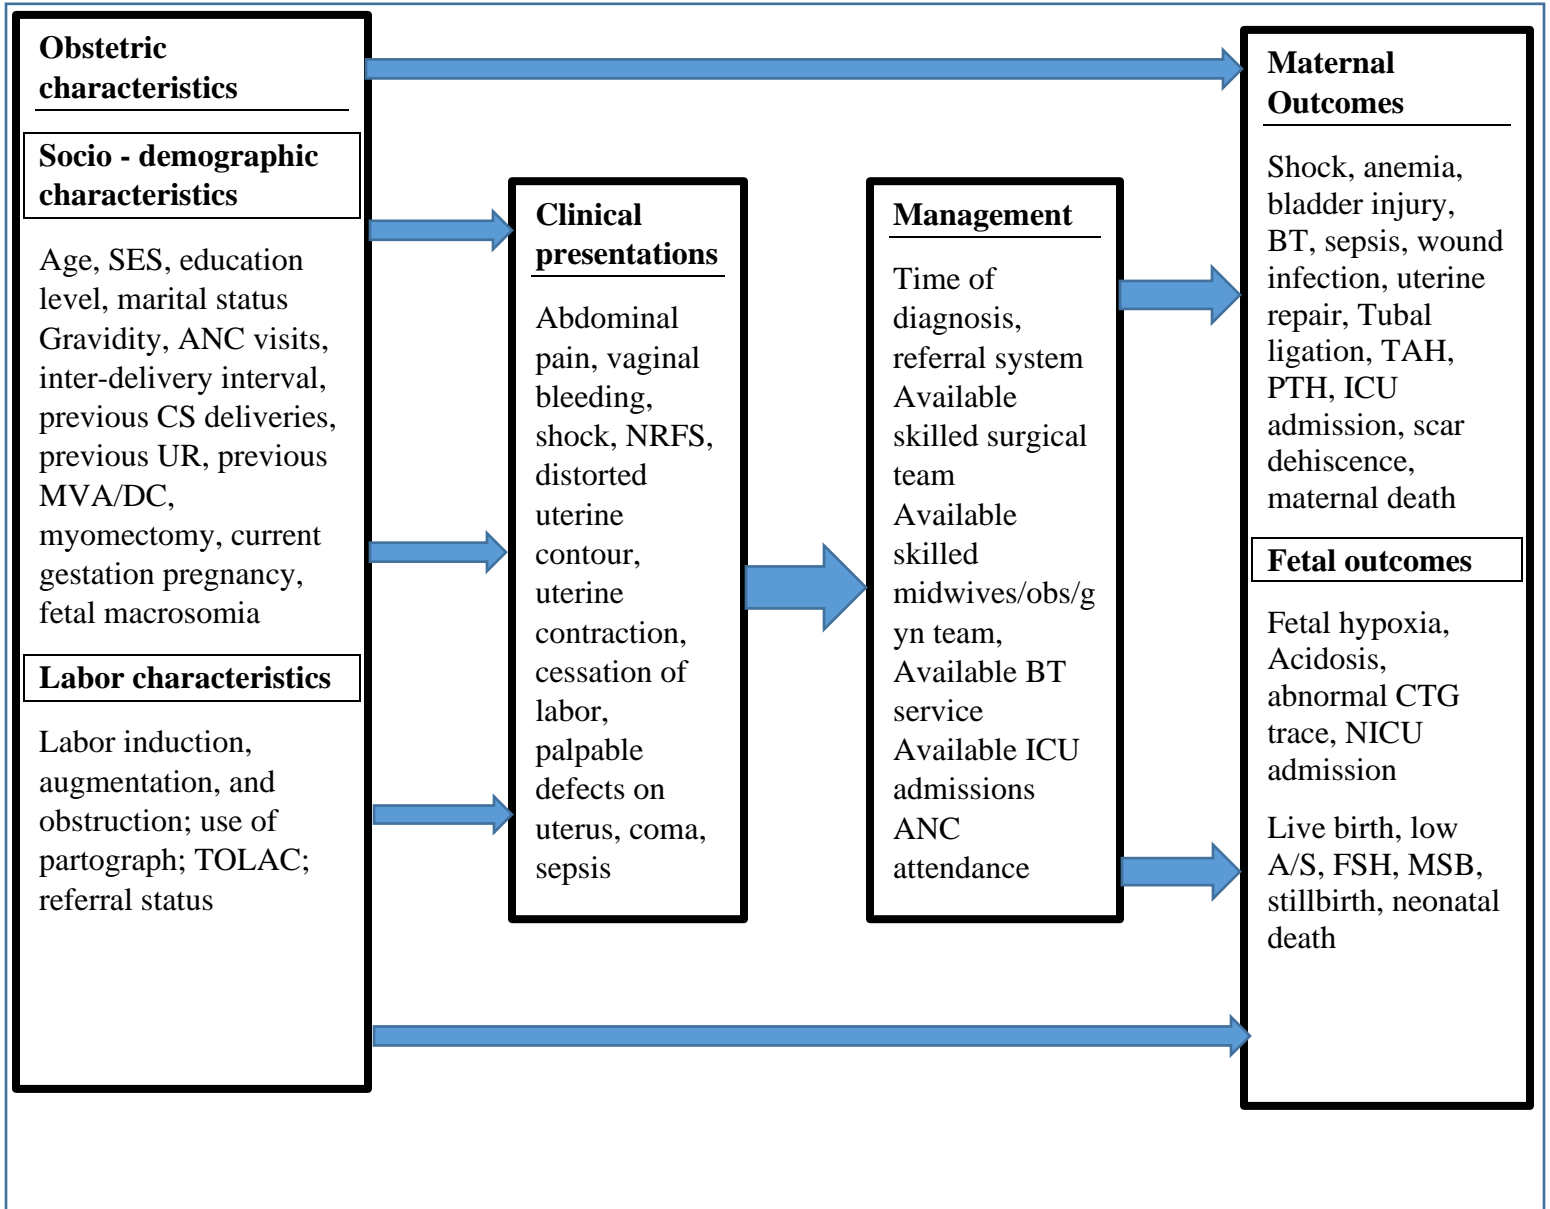 Obstetric
characteristics
Socio - demographic
characteristics
Age, SES, education
level, marital status
Gravidity, ANC visits,
inter-delivery interval,
previous CS deliveries,
previous UR, previous
MVA/DC,
myomectomy, current
gestation pregnancy,
fetal macrosomia
Labor characteristics
Labor induction,
augmentation, and
obstruction; use of
partograph; TOLAC;
referral status
Clinical
presentations
Abdominal
pain, vaginal
bleeding,
shock, NRFS,
distorted
uterine
contour,
uterine
contraction,
cessation of
labor,
palpable
defects on
uterus, coma,
sepsis
Management
Time of
diagnosis,
referral system
Available
skilled surgical
team
Available
skilled
midwives/obs/g
yn team,
Available BT
service
Available ICU
admissions
ANC
attendance
Maternal
Outcomes
Shock, anemia,
bladder injury,
BT, sepsis, wound
infection, uterine
repair, Tubal
ligation, TAH,
PTH, ICU
admission, scar
dehiscence,
maternal death
Fetal outcomes
Fetal hypoxia,
Acidosis,
abnormal CTG
trace, NICU
admission
Live birth, low
A/S, FSH, MSB,
stillbirth, neonatal
death